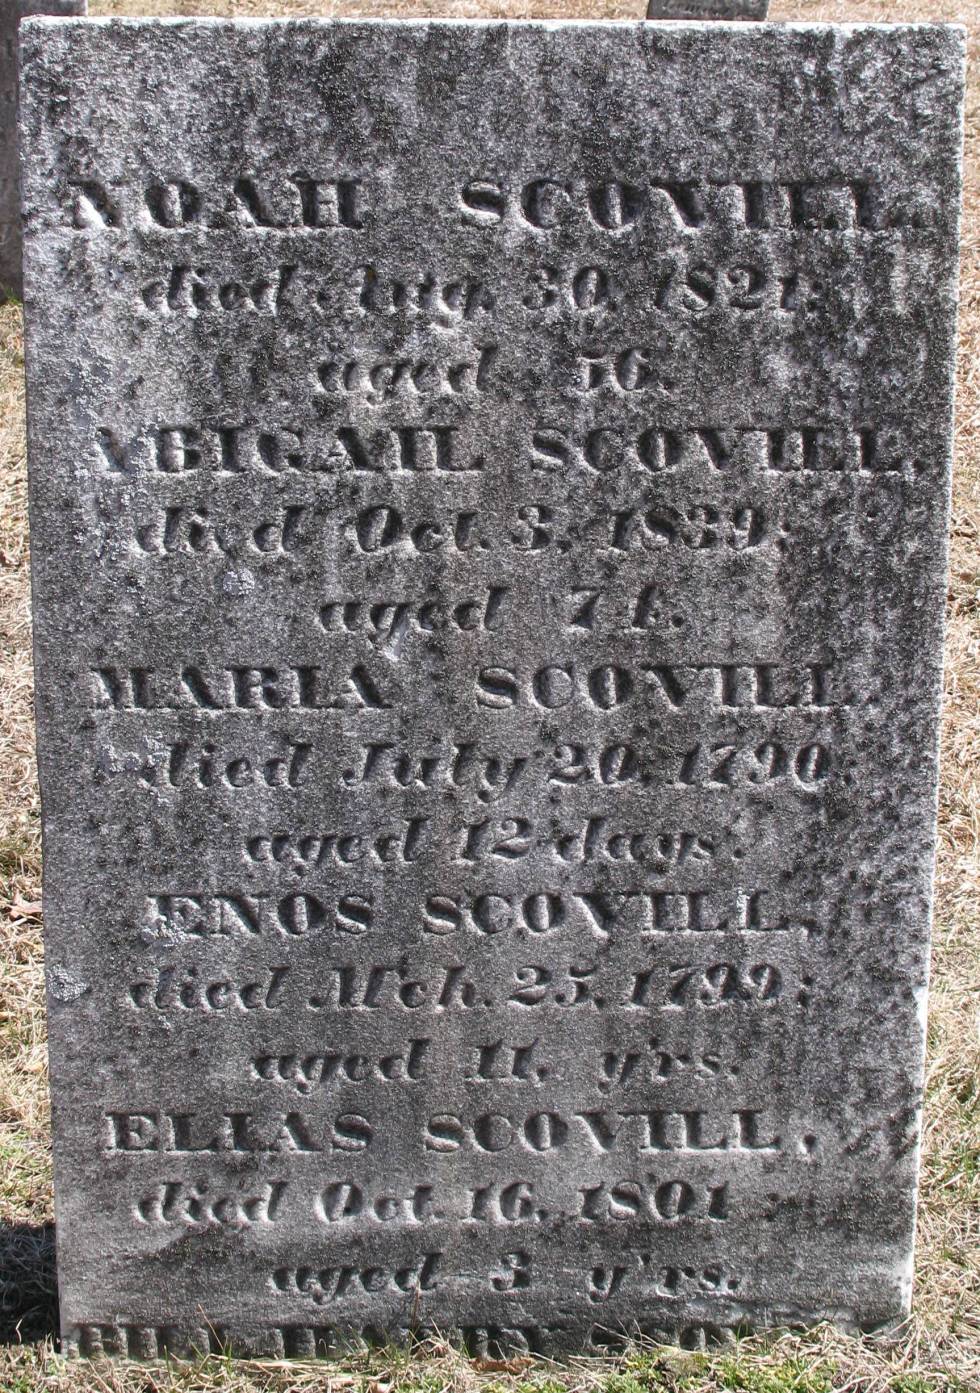 NOAH SCOVILL
died Aug. 30. 1821:
aged 56.
ABIGAIL SCOVILL,
died Oct. 3, 1839;
aged 74.
MARIA SCOVILL.
died July 20. 1790;
aged 12 days.
ENOS SCOVILL,
died M'ch. 25, 1799;
aged 11, y'rs.
ELIAS SCOVILL,
died Oct. 16, 1801
aged 3 y'rs.